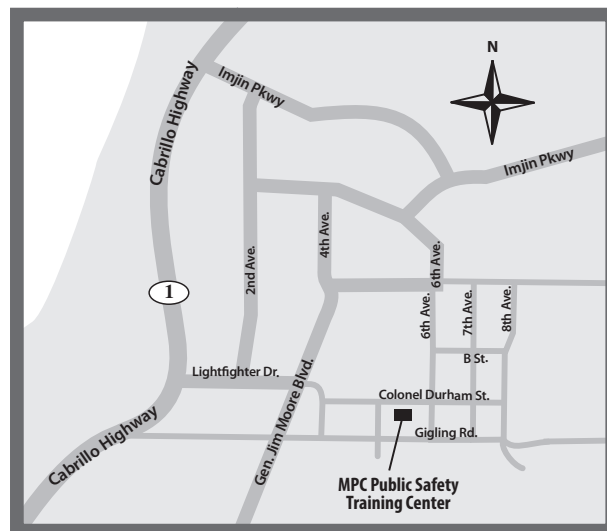 N
Imjin Pkwy
Cabrillo Highway
Imjin Pkwy
4th Ave.
2nd Ave.
6th Ave.
1
6th Ave.
7th Ave.
8th Ave.
B St.
Lightfighter Dr.
Gen. Jim Moore Blvd.
Colonel Durham St.
Cabrillo Highway
Gigling Rd.
MPC Public Safety
Training Center